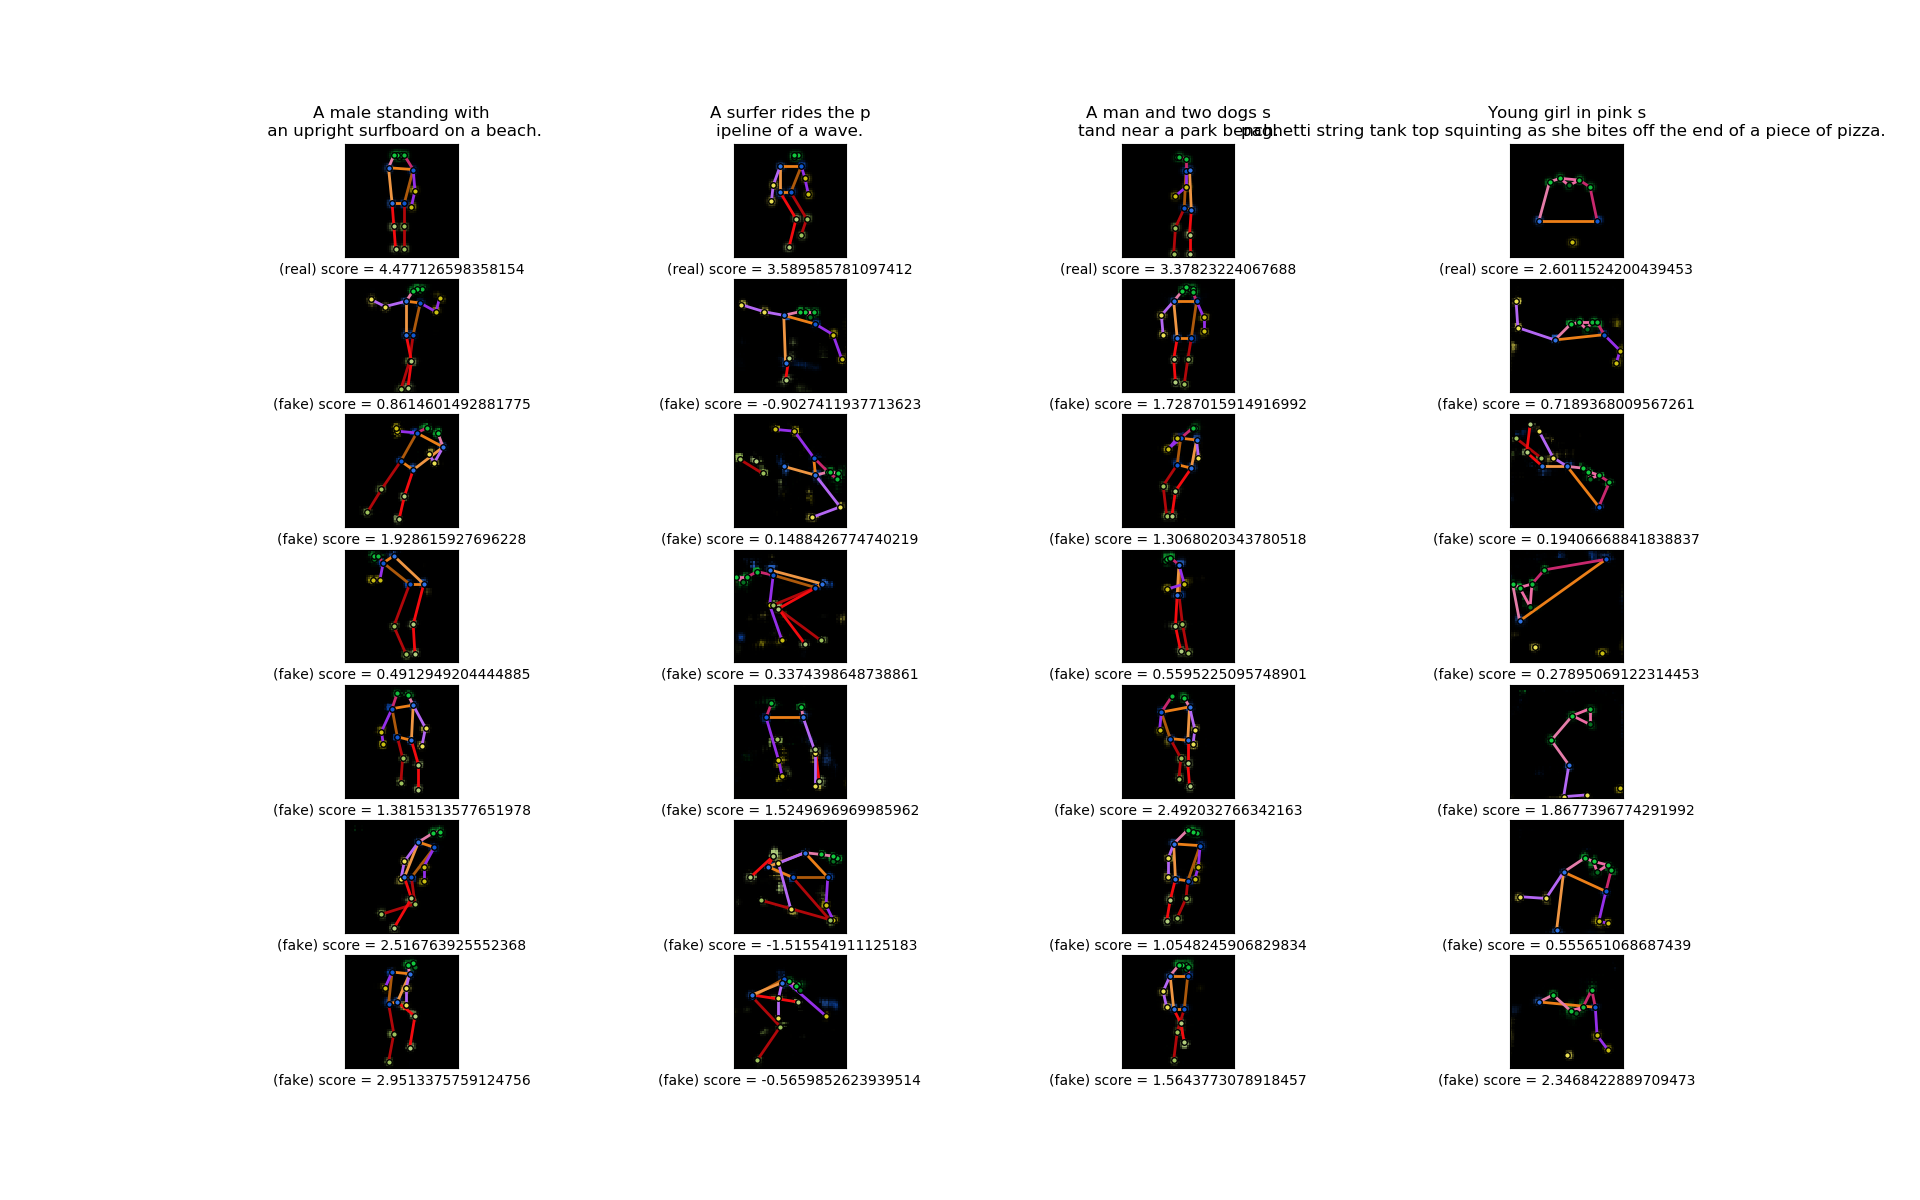 A male standing with
an upright surfboard on a beach.
A surfer rides the p
ipeline of a wave.
A man and two dogs s
tand near a park bench.
Young girl in pink s
paghetti string tank top squinting as she bites off the end of a piece of pizza.
(real) score = 4.477126598358154
(real) score = 3.589585781097412
(real) score = 3.37823224067688
(real) score = 2.6011524200439453
(fake) score = 0.8614601492881775
(fake) score = -0.9027411937713623
(fake) score = 1.7287015914916992
(fake) score = 0.7189368009567261
(fake) score = 1.928615927696228
(fake) score = 0.1488426774740219
(fake) score = 1.3068020343780518
(fake) score = 0.19406668841838837
(fake) score = 0.4912949204444885
(fake) score = 0.3374398648738861
(fake) score = 0.5595225095748901
(fake) score = 0.27895069122314453
(fake) score = 1.3815313577651978
(fake) score = 1.5249696969985962
(fake) score = 2.492032766342163
(fake) score = 1.8677396774291992
(fake) score = 2.516763925552368
(fake) score = -1.515541911125183
(fake) score = 1.0548245906829834
(fake) score = 0.555651068687439
(fake) score = 2.9513375759124756
(fake) score = -0.5659852623939514
(fake) score = 1.5643773078918457
(fake) score = 2.3468422889709473